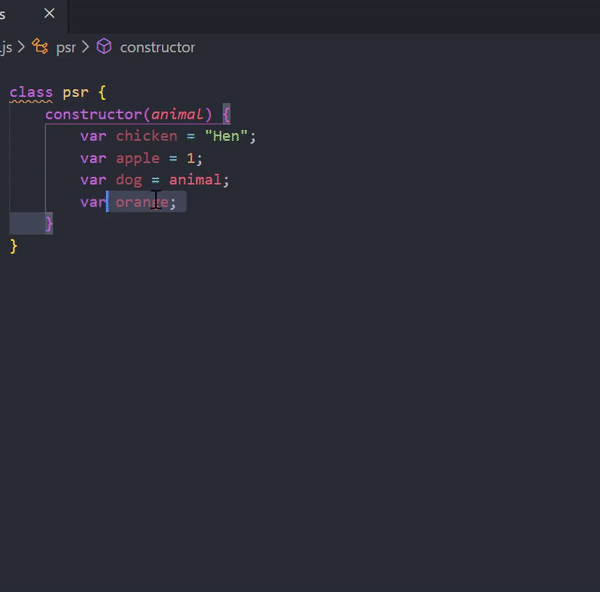 s
.js > psr > constructor
class psr {
constructor(animal) {
var chicken = "Hen";
var apple = 1;
var dog = animal;
var orange;
}
}